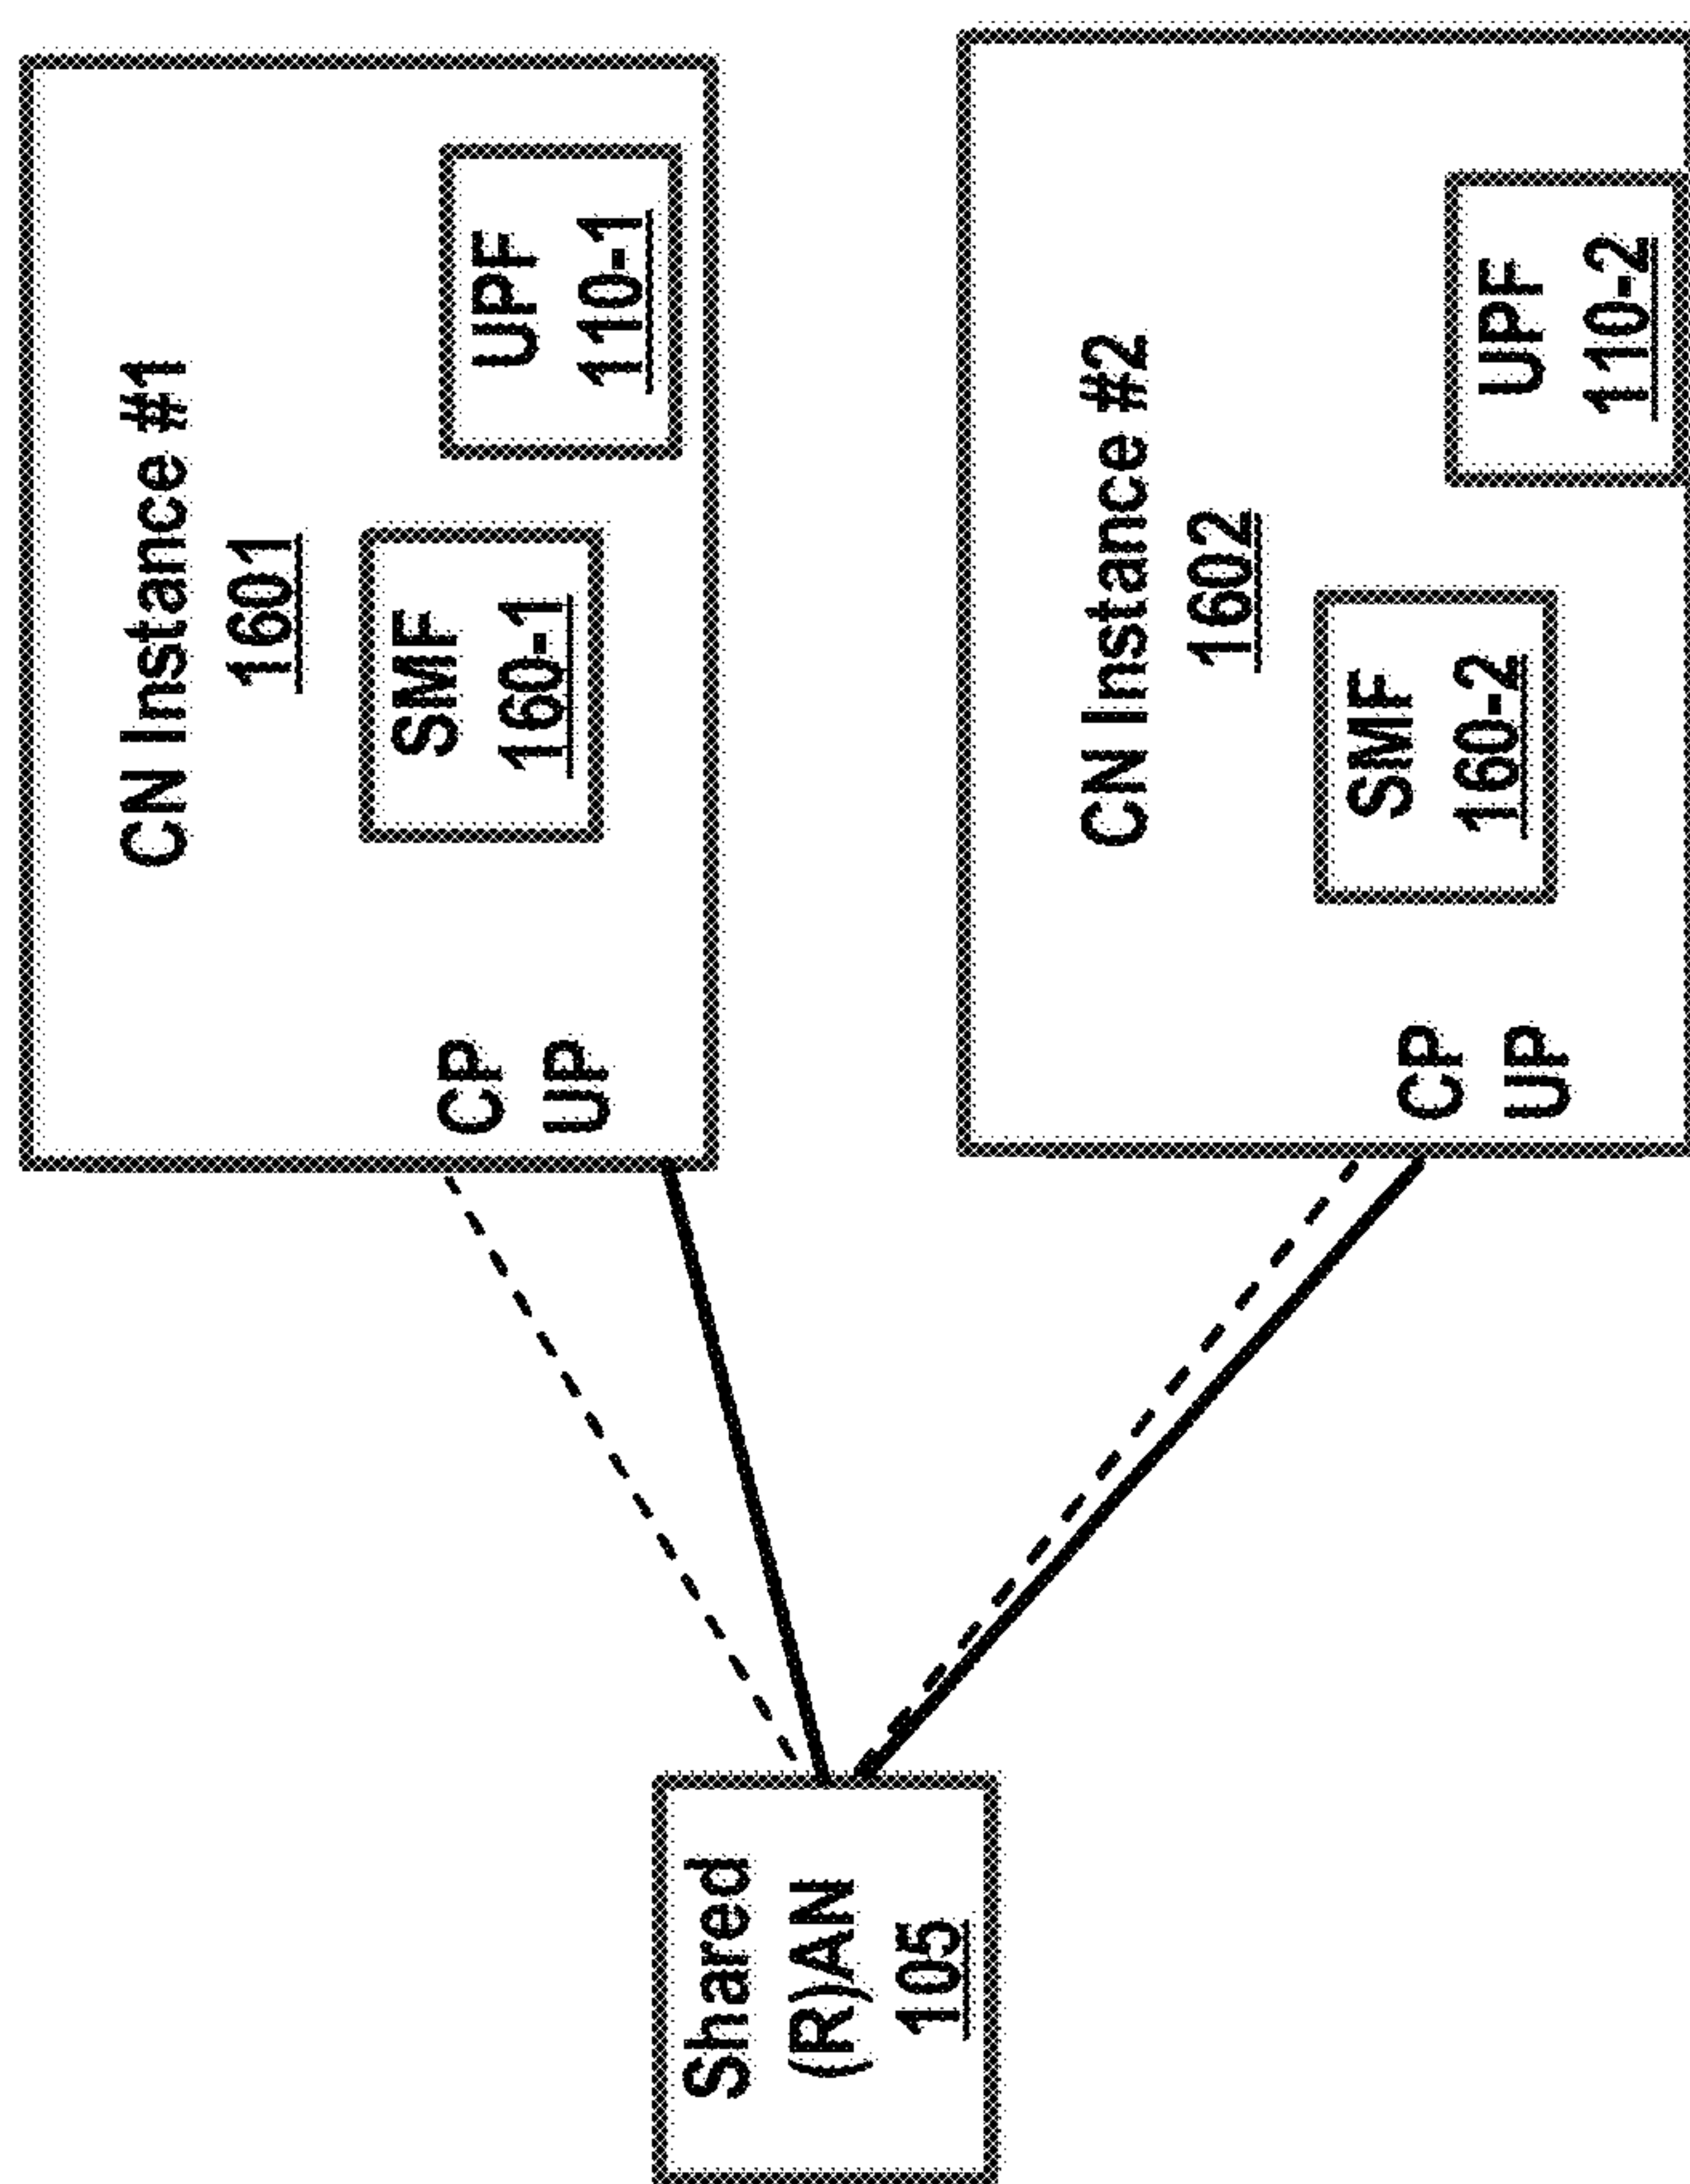 CN Instance #1
1601
SMF
160-1
UPF
110-1
CP
UP
CN Instance #2
1602
SMF
160-2
UPF
110-2
CP
UP
Shared
(R)AN
105